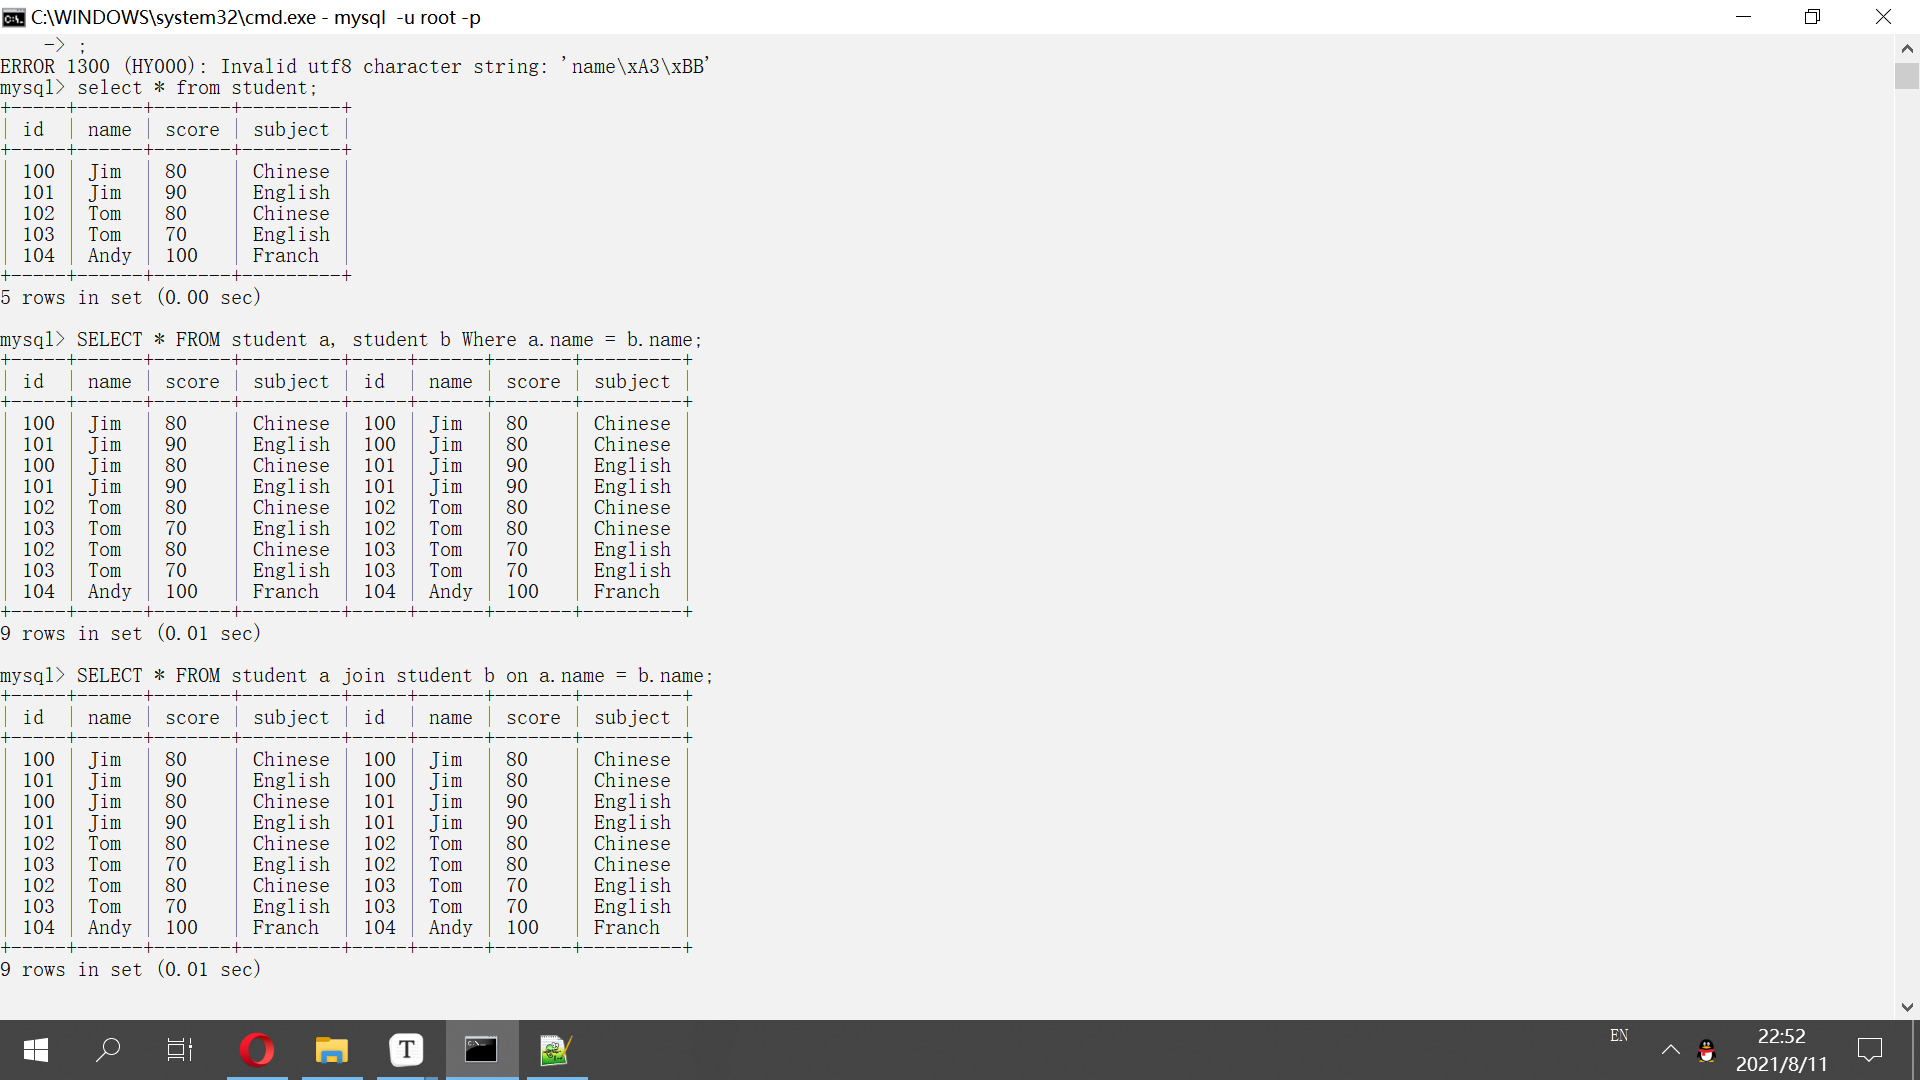 C:\WINDOWS\system32\cmd.exe - mysql  -u root -p
    -> ;
ERROR 1300 (HY000): Invalid utf8 character string: 'name\xA3\xBB'
mysql> select * from student;
+-----+------+-------+---------+
| id  | name | score | subject |
+-----+------+-------+---------+
| 100 | Jim  | 80    | Chinese |
| 101 | Jim  | 90    | English |
| 102 | Tom  | 80    | Chinese |
| 103 | Tom  | 70    | English |
| 104 | Andy | 100   | Franch  |
+-----+------+-------+---------+
5 rows in set (0.00 sec)
mysql> SELECT * FROM student a, student b Where a.name = b.name;
+-----+------+-------+---------+-----+------+-------+---------+
| id  | name | score | subject | id  | name | score | subject |
+-----+------+-------+---------+-----+------+-------+---------+
| 100 | Jim  | 80    | Chinese | 100 | Jim  | 80    | Chinese |
| 101 | Jim  | 90    | English | 100 | Jim  | 80    | Chinese |
| 100 | Jim  | 80    | Chinese | 101 | Jim  | 90    | English |
| 101 | Jim  | 90    | English | 101 | Jim  | 90    | English |
| 102 | Tom  | 80    | Chinese | 102 | Tom  | 80    | Chinese |
| 103 | Tom  | 70    | English | 102 | Tom  | 80    | Chinese |
| 102 | Tom  | 80    | Chinese | 103 | Tom  | 70    | English |
| 103 | Tom  | 70    | English | 103 | Tom  | 70    | English |
| 104 | Andy | 100   | Franch  | 104 | Andy | 100   | Franch  |
+-----+------+-------+---------+-----+------+-------+---------+
9 rows in set (0.01 sec)
mysql> SELECT * FROM student a join student b on a.name = b.name;
+-----+------+-------+---------+-----+------+-------+---------+
| id  | name | score | subject | id  | name | score | subject |
+-----+------+-------+---------+-----+------+-------+---------+
| 100 | Jim  | 80    | Chinese | 100 | Jim  | 80    | Chinese |
| 101 | Jim  | 90    | English | 100 | Jim  | 80    | Chinese |
| 100 | Jim  | 80    | Chinese | 101 | Jim  | 90    | English |
| 101 | Jim  | 90    | English | 101 | Jim  | 90    | English |
| 102 | Tom  | 80    | Chinese | 102 | Tom  | 80    | Chinese |
| 103 | Tom  | 70    | English | 102 | Tom  | 80    | Chinese |
| 102 | Tom  | 80    | Chinese | 103 | Tom  | 70    | English |
| 103 | Tom  | 70    | English | 103 | Tom  | 70    | English |
| 104 | Andy | 100   | Franch  | 104 | Andy | 100   | Franch  |
+-----+------+-------+---------+-----+------+-------+---------+
9 rows in set (0.01 sec)
T
EN
22:52
2021/8/11